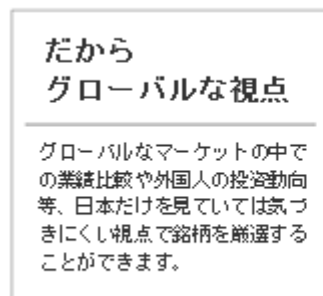 だから
グローバルな視点
グローバルなマーケットの中で
の業績比較や外国人の投資動向
等、日本だけを見ていては気づ
きにくい視点で銘柄を厳選する
ことができます。